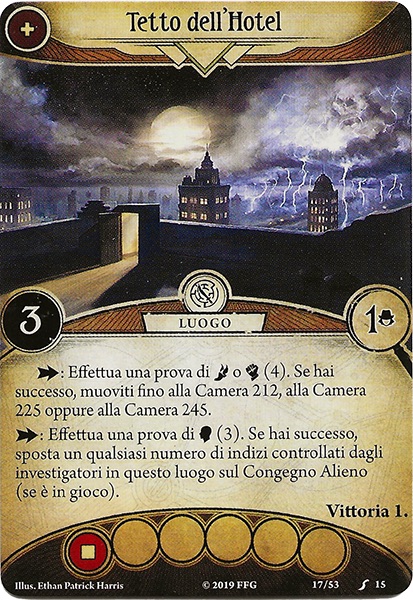 Tetto dell'Hotel
3
LUOGO
1
: Effettua una prova di o (4). Se hai
successo, muoviti fino alla Camera 212, alla Camera
225 oppure alla Camera 245.
: Effettua una prova di (3). Se hai successo,
sposta un qualsiasi numero di indizi controllati dagli
investigatori in questo luogo sul Congegno Alieno
(se è in gioco).
Vittoria 1.
Illus. Ethan Patrick Harris
© 2019 FFG
17/53
15